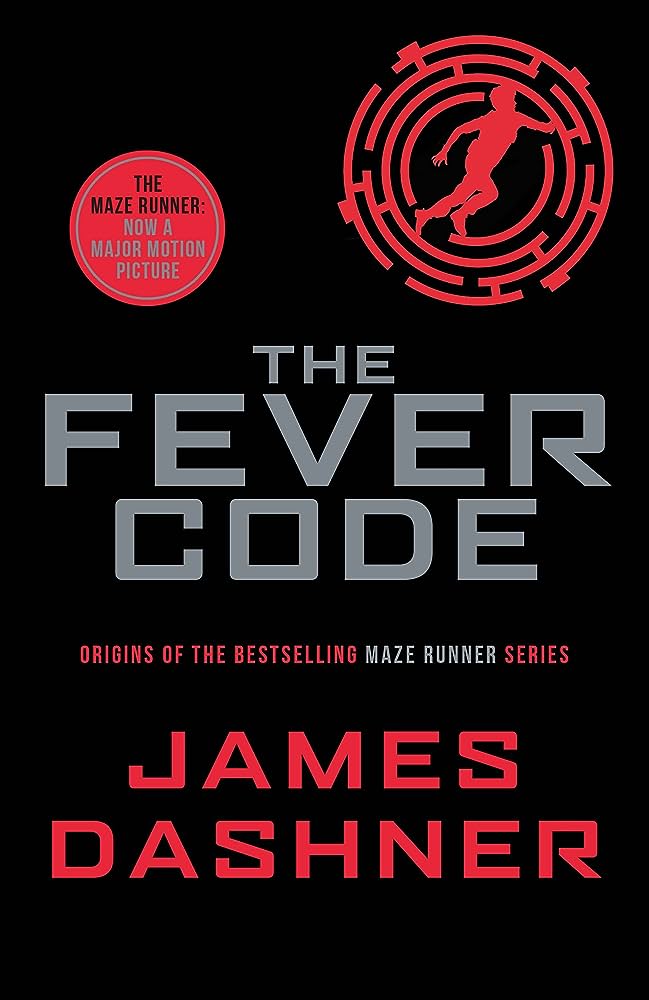 THE
MAZE RUNNER:
NOW A
MAJOR MOTION
PICTURE
THE
FEVER
CODE
ORIGINS OF THE BESTSELLING MAZE RUNNER SERIES
JAMES
DASHNER